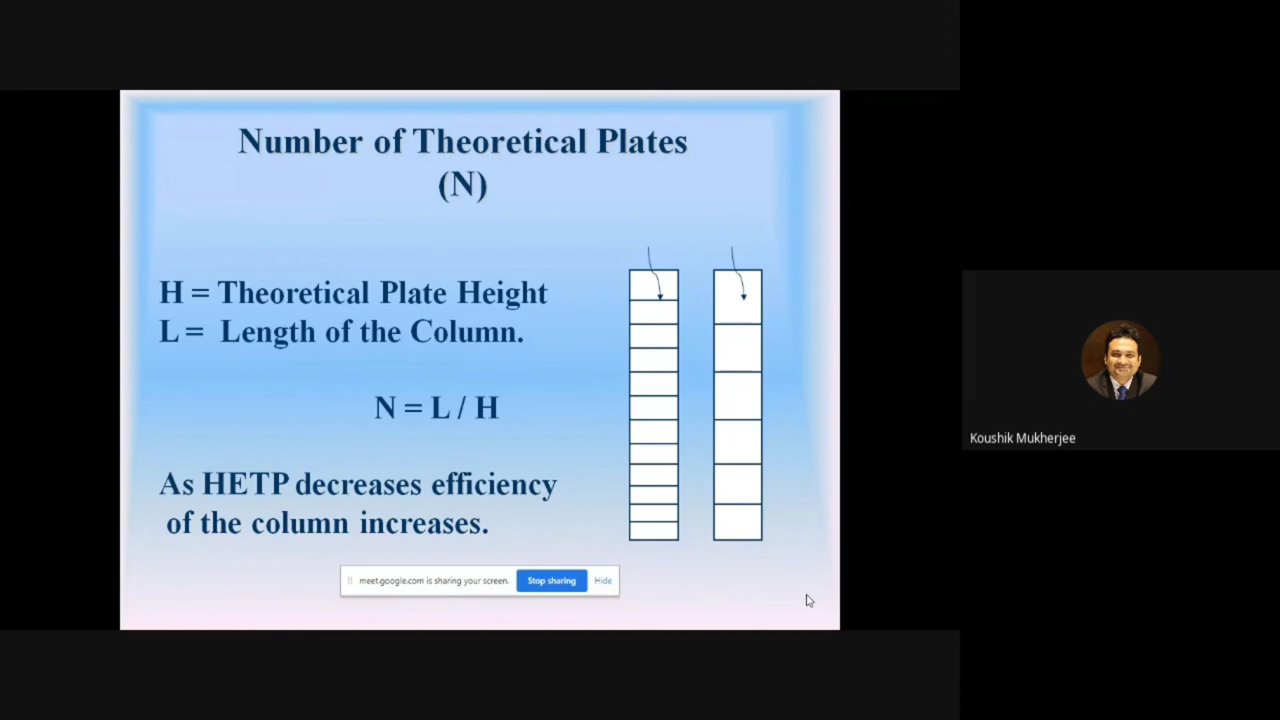 Number of Theoretical Plates
(N)
H = Theoretical Plate Height
L = Length of the Column.
N = L / H
As HETP decreases efficiency
of the column increases.
meet.google.com is sharing your screen.
Stop sharing
Hide
Koushik Mukherjee